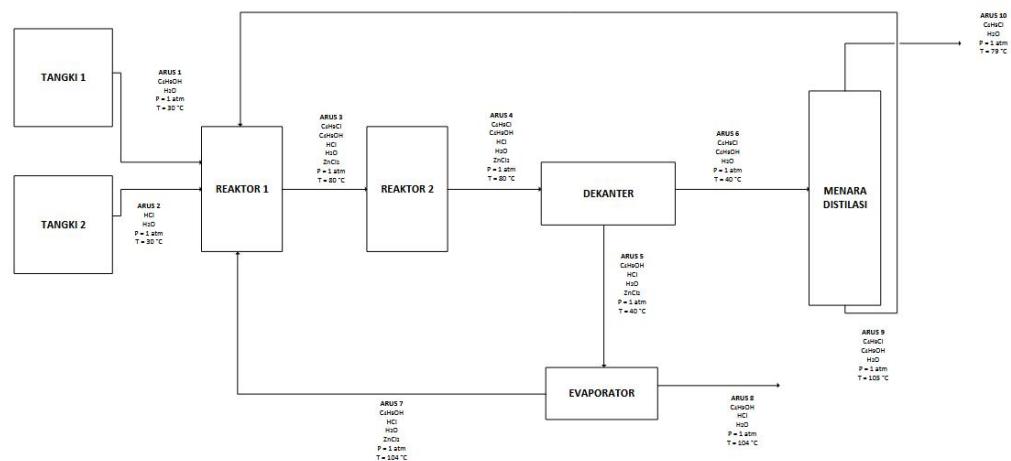 TANGKI 1
ARUS 1
C₄H₉OH
H₂O
P = 1 atm
T = 30 °C
TANGKI 2
ARUS 2
HCl
H₂O
P = 1 atm
T = 30 °C
REAKTOR 1
ARUS 3
C₄H₉Cl
C₄H₉OH
HCl
H₂O
ZnCl₂
P = 1 atm
T = 80 °C
REAKTOR 2
ARUS 4
C₄H₉Cl
C₄H₉OH
HCl
H₂O
ZnCl₂
P = 1 atm
T = 80 °C
DEKANTER
ARUS 5
C₄H₉OH
HCl
H₂O
ZnCl₂
P = 1 atm
T = 40 °C
ARUS 6
C₄H₉Cl
C₄H₉OH
H₂O
P = 1 atm
T = 40 °C
MENARA
DISTILASI
ARUS 10
C₄H₉Cl
H₂O
P = 1 atm
T = 79 °C
ARUS 9
C₄H₉Cl
C₄H₉OH
H₂O
P = 1 atm
EVAPORATOR
ARUS 7
C₄H₉OH
HCl
H₂O
ZnCl₂
P = 1 atm
T = 104 °C
ARUS 8
C₄H₉OH
HCl
H₂O
P = 1 atm
T = 104 °C